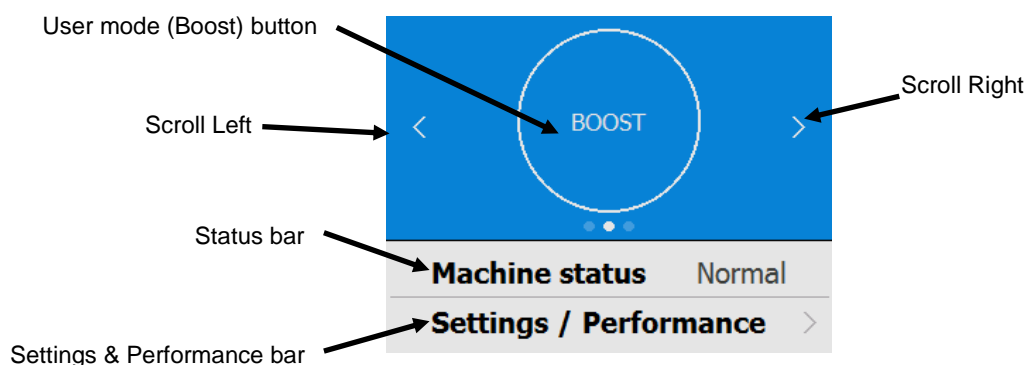 User mode (Boost) button
Scroll Right
Scroll Left
BOOST
Status bar
Machine status Normal
Settings / Performance
Settings & Performance bar